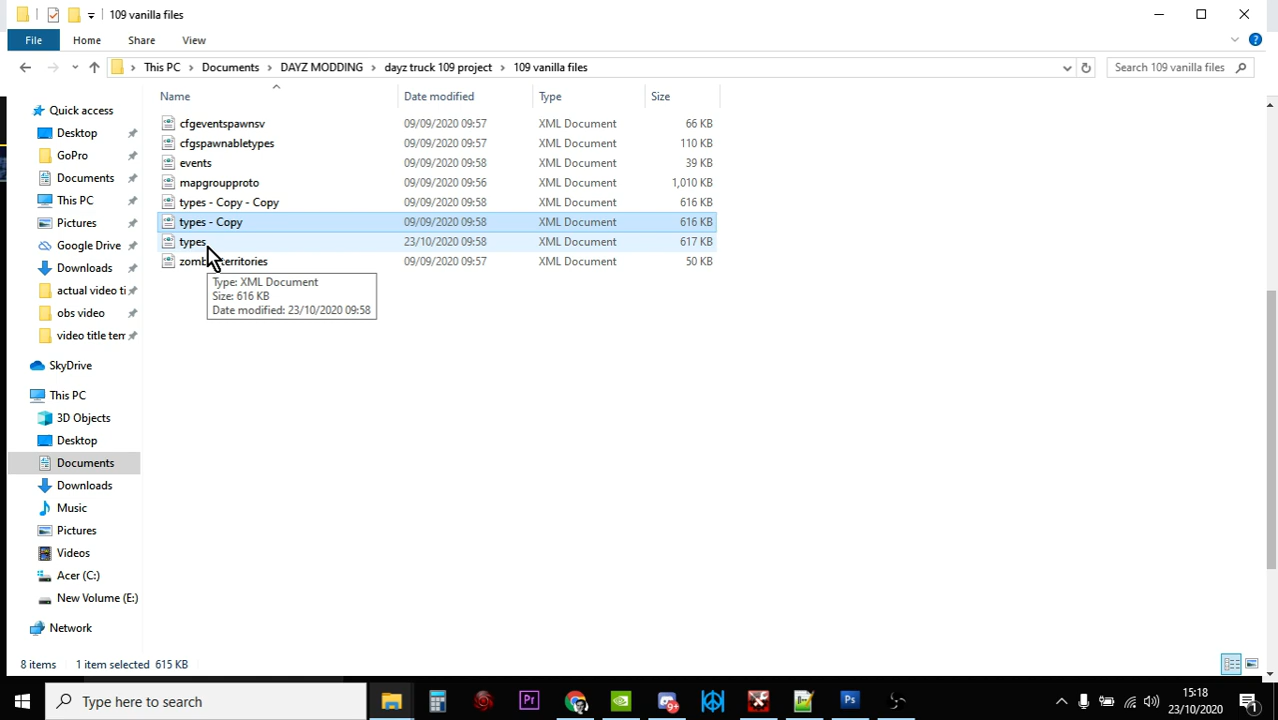 109 vanilla files
File Home Share View
This PC > Documents > DAYZ MODDING > dayz truck 109 project > 109 vanilla files
Search 109 vanilla files
Name Date modified Type Size
cfgeventspawnsv 09/09/2020 09:57 XML Document 66 KB
cfgspawnabletypes 09/09/2020 09:57 XML Document 110 KB
events 09/09/2020 09:58 XML Document 39 KB
mapgroupproto 09/09/2020 09:56 XML Document 1,010 KB
types - Copy - Copy 09/09/2020 09:58 XML Document 616 KB
types - Copy 09/09/2020 09:58 XML Document 616 KB
types 23/10/2020 09:58 XML Document 617 KB
zomb territories 09/09/2020 09:57 XML Document 50 KB
Type: XML Document
Size: 616 KB
Date modified: 23/10/2020 09:58
Quick access
Desktop
GoPro
Documents
This PC
Pictures
Google Drive
Downloads
actual video ti
obs video
video title tem
SkyDrive
This PC
3D Objects
Desktop
Documents
Downloads
Music
Pictures
Videos
Acer (C:)
New Volume (E:)
Network
8 items 1 item selected 615 KB
Type here to search
Pr
Ps
15:18
23/10/2020